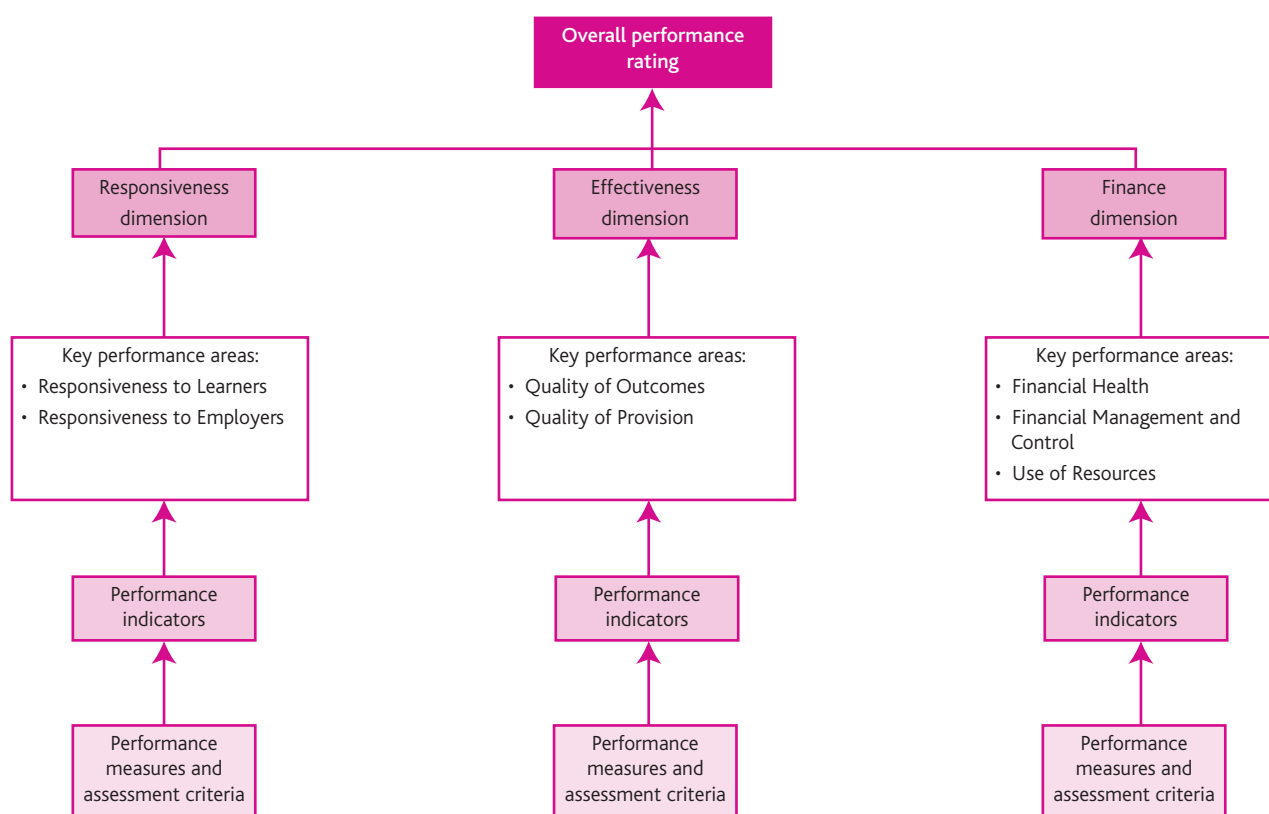 Overall performance
rating
Responsiveness
dimension
Effectiveness
dimension
Finance
dimension
Key performance areas:
• Responsiveness to Learners
• Responsiveness to Employers
Key performance areas:
• Quality of Outcomes
• Quality of Provision
Key performance areas:
• Financial Health
• Financial Management and
Control
• Use of Resources
Performance
indicators
Performance
indicators
Performance
indicators
Performance
measures and
assessment criteria
Performance
measures and
assessment criteria
Performance
measures and
assessment criteria